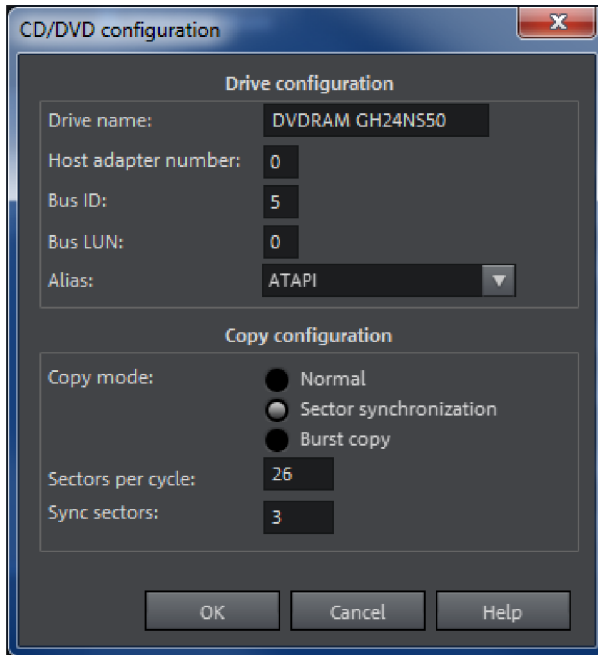 CD/DVD configuration
Drive configuration
Drive name: DVDRAM GH24NS50
Host adapter number: 0
Bus ID: 5
Bus LUN: 0
Alias: ATAPI
Copy configuration
Copy mode: Normal
Sector synchronization
Burst copy
Sectors per cycle: 26
Sync sectors: 3
OK Cancel Help